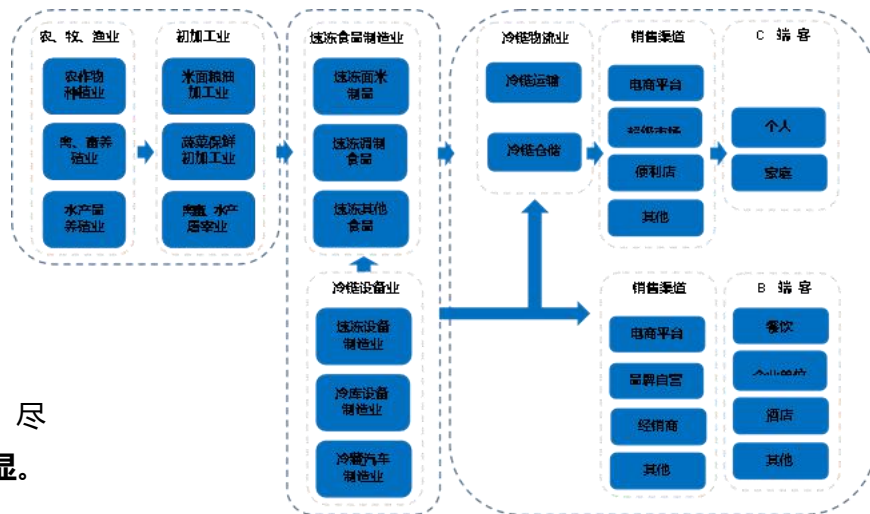 农、牧、渔业
农作物
种植业
禽、畜养
殖业
水产品
养殖业
初加工业
米面粮油
加工业
蔬菜保鲜
初加工业
禽畜、水产
屠宰业
速冻食品制造业
速冻面米
制品
速冻调制
食品
速冻其他
食品
冷链设备业
速冻设备
制造业
冷库设备
制造业
冷藏汽车
制造业
冷链物流业
冷链运输
冷链仓储
销售渠道
电商平台
超级市场
便利店
其他
C 端 客
个人
家庭
销售渠道
电商平台
品牌自营
经销商
其他
B 端 客
餐饮
企业单位
酒店
其他
尽
显。